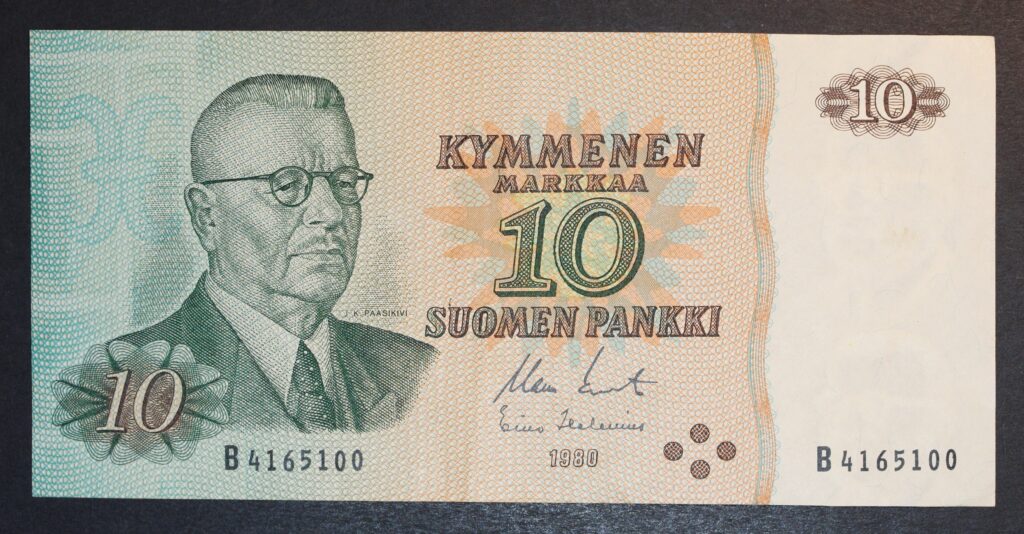 10
KYMMENEN
MARKKAA
10
J. K. PAASIKIVI
SUOMEN PANKKI
10
B 4165100
1980
B 4165100